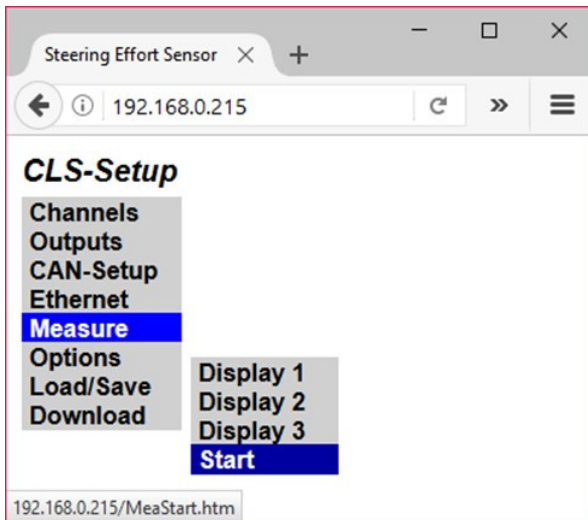 Steering Effort Sensor
192.168.0.215
CLS-Setup
Channels
Outputs
CAN-Setup
Ethernet
Measure
Options
Load/Save
Download
Display 1
Display 2
Display 3
Start
192.168.0.215/MeaStart.htm